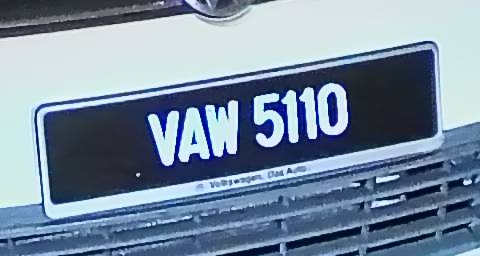 VAW 5110
Volkswagen. Das Auto.